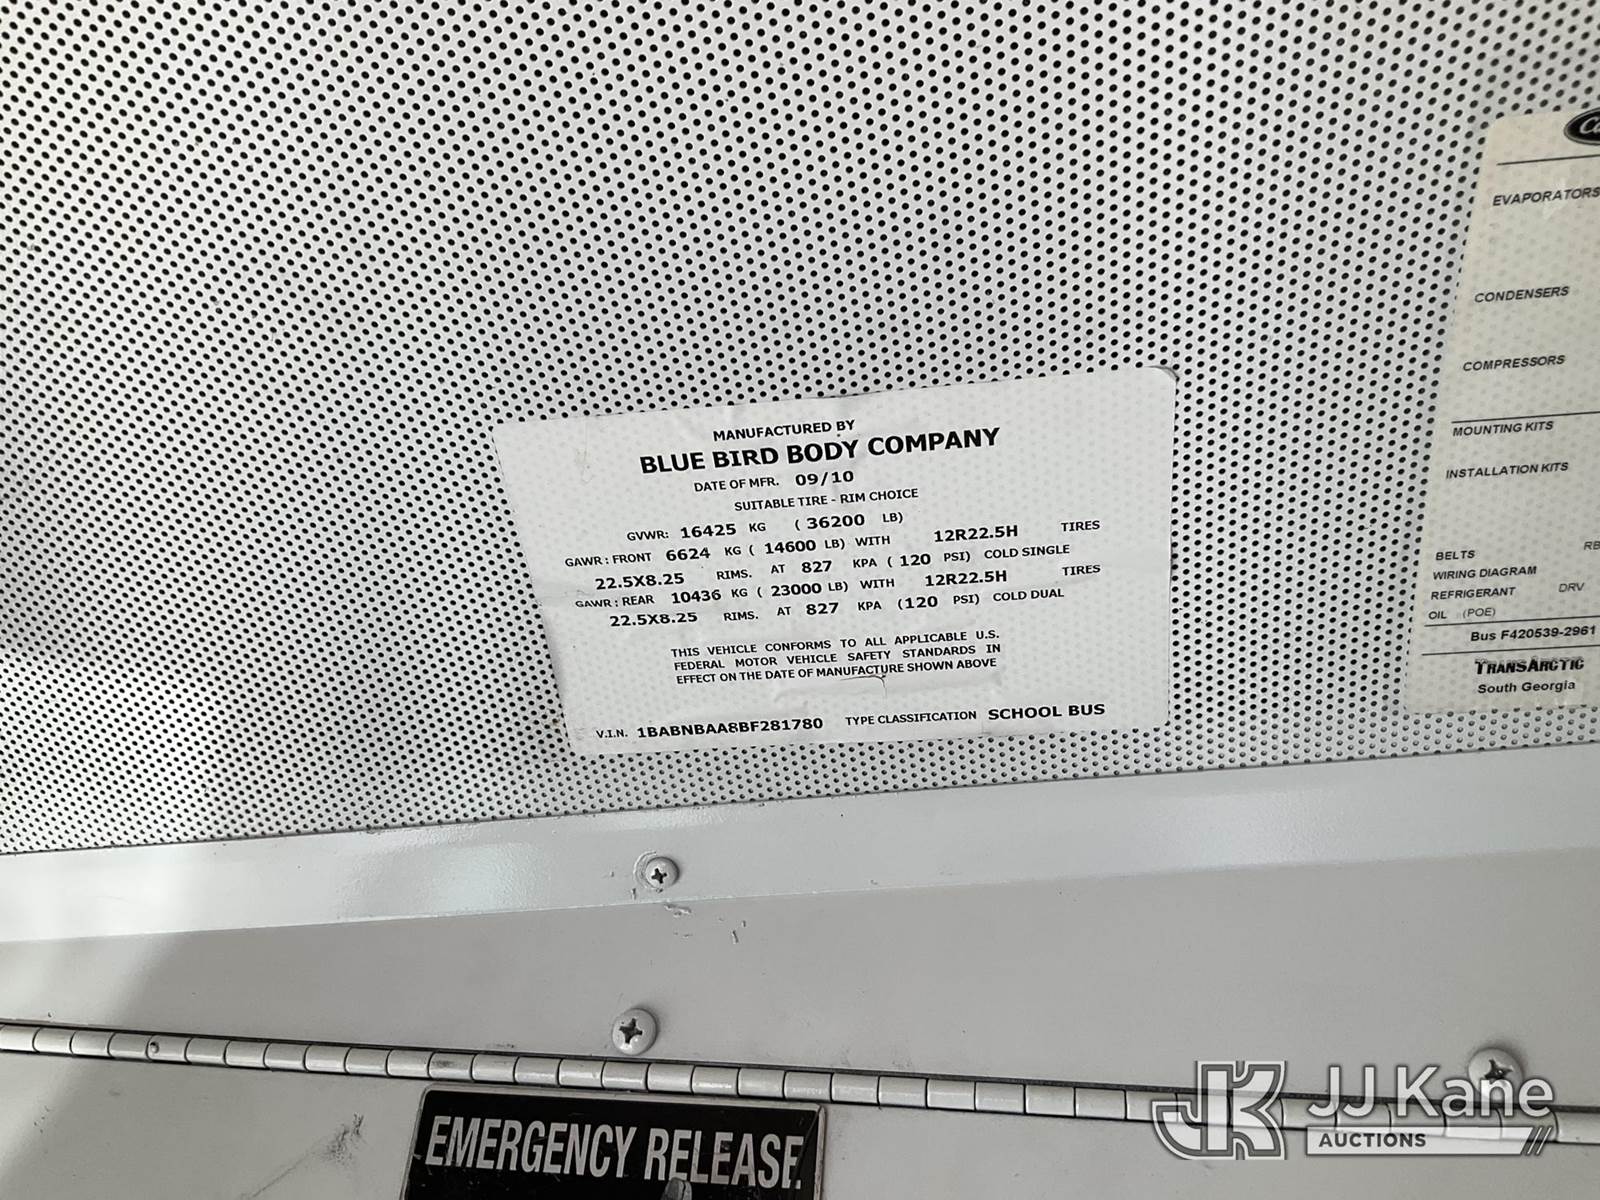 MANUFACTURED BY
BLUE BIRD BODY COMPANY
DATE OF MFR. 09/10
SUITABLE TIRE - RIM CHOICE
GVWR: 16425 KG ( 36200 LB)
GAWR : FRONT 6624 KG ( 14600 LB) WITH 12R22.5H TIRES
22.5X8.25 RIMS. AT 827 KPA ( 120 PSI) COLD SINGLE
GAWR : REAR 10436 KG ( 23000 LB) WITH 12R22.5H TIRES
22.5X8.25 RIMS. AT 827 KPA (120 PSI) COLD DUAL
THIS VEHICLE CONFORMS TO ALL APPLICABLE U.S.
FEDERAL MOTOR VEHICLE SAFETY STANDARDS IN
EFFECT ON THE DATE OF MANUFACTURE SHOWN ABOVE
V.I.N. 1BABNBAA8BF281780 TYPE CLASSIFICATION SCHOOL BUS
EVAPORATORS
CONDENSERS
COMPRESSORS
MOUNTING KITS
INSTALLATION KITS
BELTS RB
WIRING DIAGRAM
REFRIGERANT DRV
OIL (POE)
Bus F420539-2961
TRANSARCTIC
South Georgia
EMERGENCY RELEASE
JJ Kane
AUCTIONS